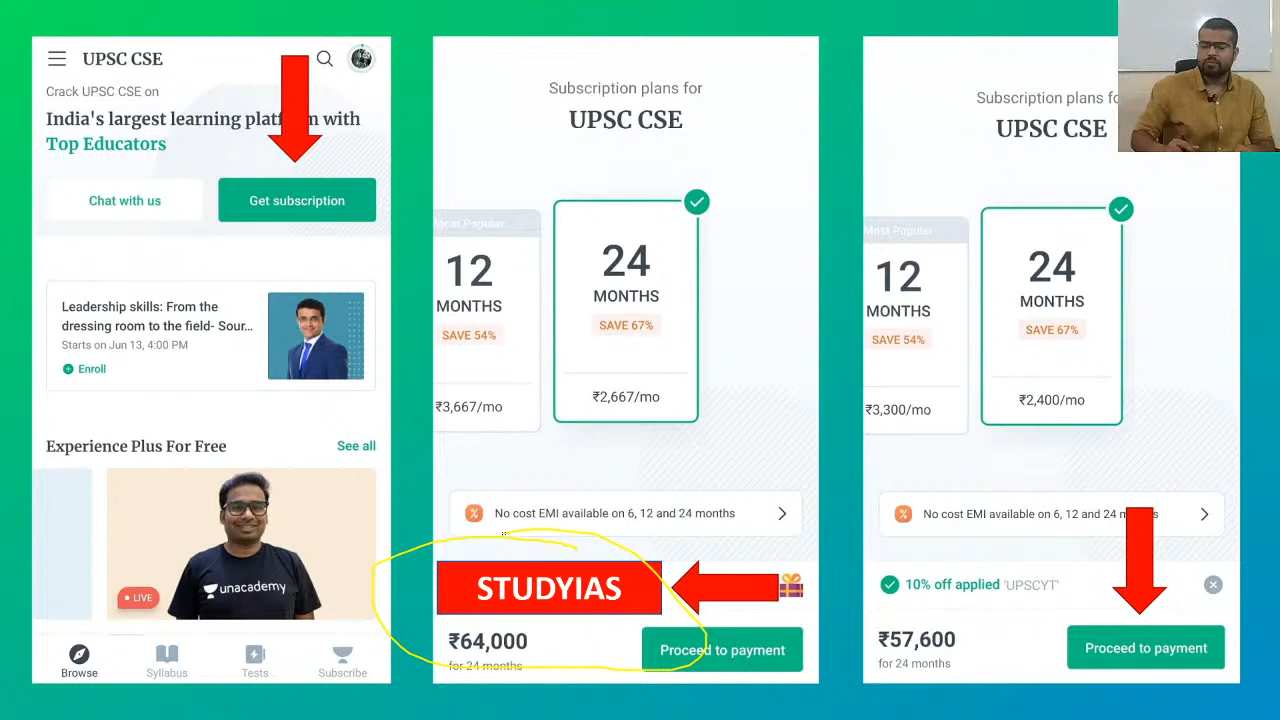 UPSC CSE
Crack UPSC CSE on
India's largest learning platform with
Top Educators
Chat with us
Get subscription
Leadership skills: From the
dressing room to the field- Sour...
Starts on Jun 13, 4:00 PM
Enroll
Experience Plus For Free
See all
LIVE
unacademy
Browse
Syllabus
Tests
Subscribe
Subscription plans for
UPSC CSE
Most Popular
12
MONTHS
SAVE 54%
₹3,667/mo
24
MONTHS
SAVE 67%
₹2,667/mo
No cost EMI available on 6, 12 and 24 months
STUDYIAS
₹64,000
for 24 months
Proceed to payment
Subscription plans fo
UPSC CSE
Most Popular
12
MONTHS
SAVE 54%
₹3,300/mo
24
MONTHS
SAVE 67%
₹2,400/mo
No cost EMI available on 6, 12 and 24 months
10% off applied 'UPSCYT'
₹57,600
for 24 months
Proceed to payment